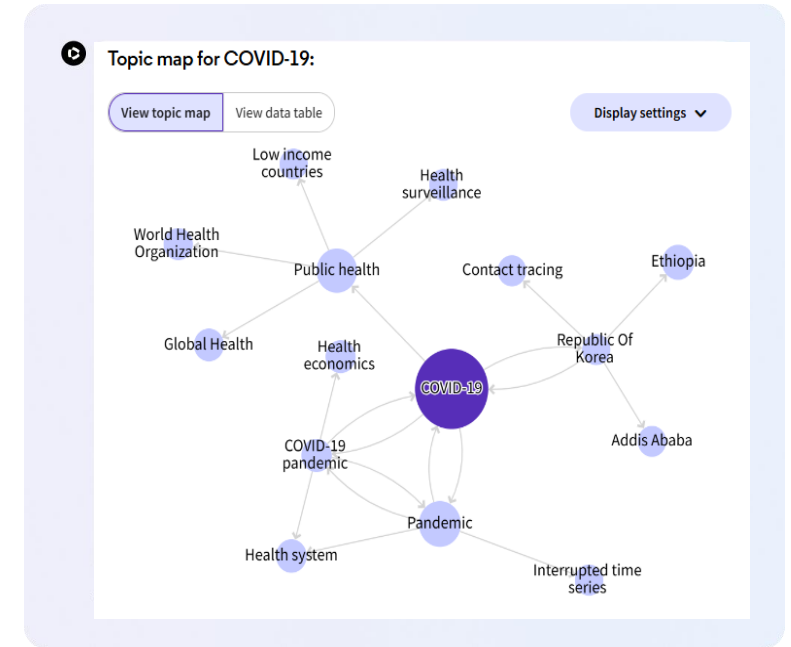 Topic map for COVID-19:
View topic map
View data table
Display settings
Low income
countries
Health
surveillance
World Health
Organization
Public health
Contact tracing
Ethiopia
Global Health
Health
economics
Republic Of
Korea
COVID-19
COVID-19
pandemic
Addis Ababa
Pandemic
Health system
Interrupted time
series